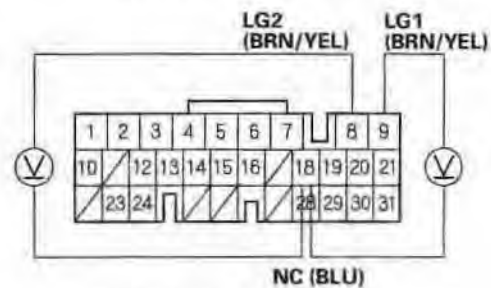 LG2 LG1
(BRN/YEL) (BRN/YEL)
1 2 3 4 5 6 7 8 9
V 10 12 13 14 15 16 18 19 20 21 V
23 24 28 29 30 31
NC (BLU)